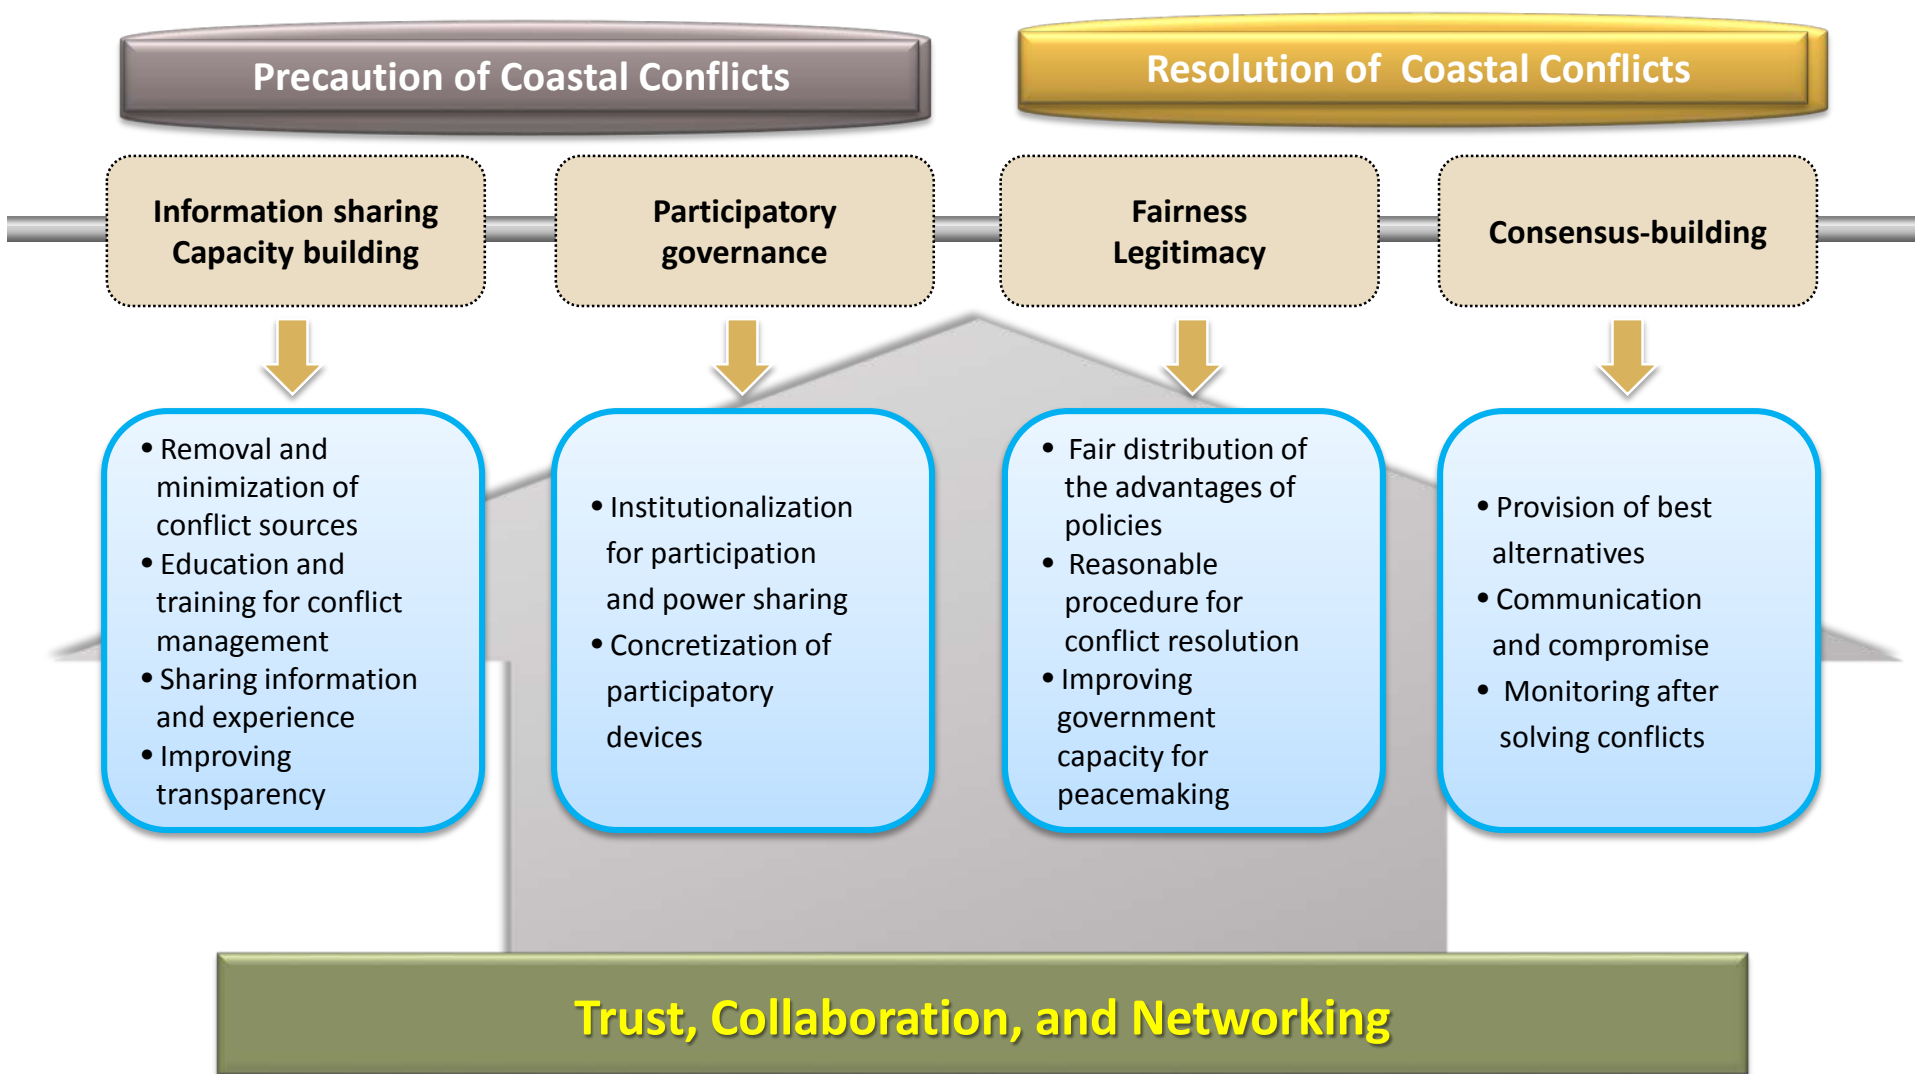 Precaution of Coastal Conflicts
Resolution of Coastal Conflicts
Information sharing
Capacity building
Participatory
governance
Fairness
Legitimacy
Consensus-building
• Removal and
minimization of
conflict sources
• Education and
training for conflict
management
• Sharing information
and experience
• Improving
transparency
• Institutionalization
for participation
and power sharing
• Concretization of
participatory
devices
• Fair distribution of
the advantages of
policies
• Reasonable
procedure for
conflict resolution
• Improving
government
capacity for
peacemaking
• Provision of best
alternatives
• Communication
and compromise
• Monitoring after
solving conflicts
Trust, Collaboration, and Networking